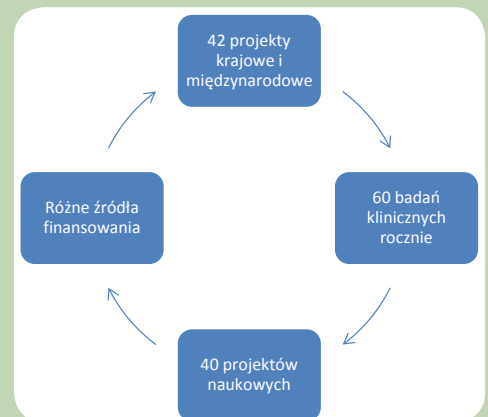 42 projekty
krajowe i
międzynarodowe
60 badań
klinicznych
rocznie
40 projektów
naukowych
Różne źródła
finansowania